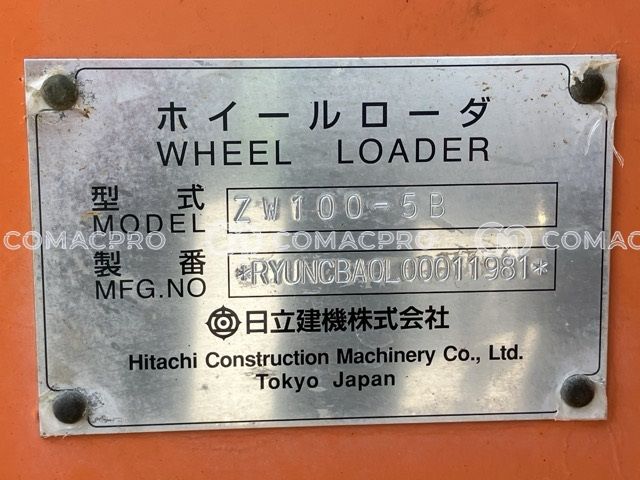 ホイールローダ
WHEEL LOADER
型式 ZW100-5B
MODEL
COMACPRO COMACPRO COMAC
製番 *RYUNCBA0L00011981*
MFG.NO
日立建機株式会社
Hitachi Construction Machinery Co., Ltd.
Tokyo Japan